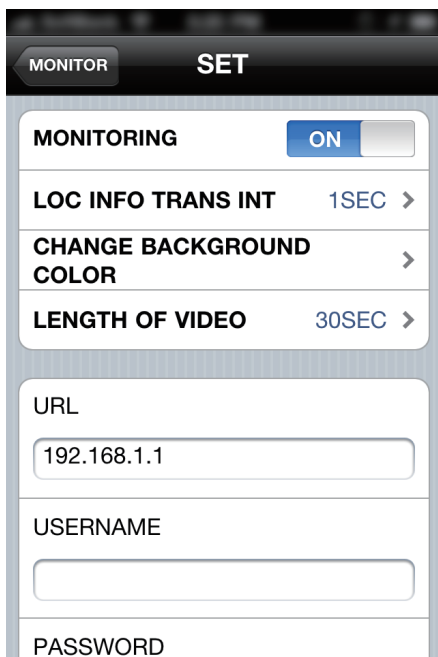 MONITOR
SET
MONITORING ON
LOC INFO TRANS INT 1SEC
CHANGE BACKGROUND
COLOR
LENGTH OF VIDEO 30SEC
URL
192.168.1.1
USERNAME
PASSWORD